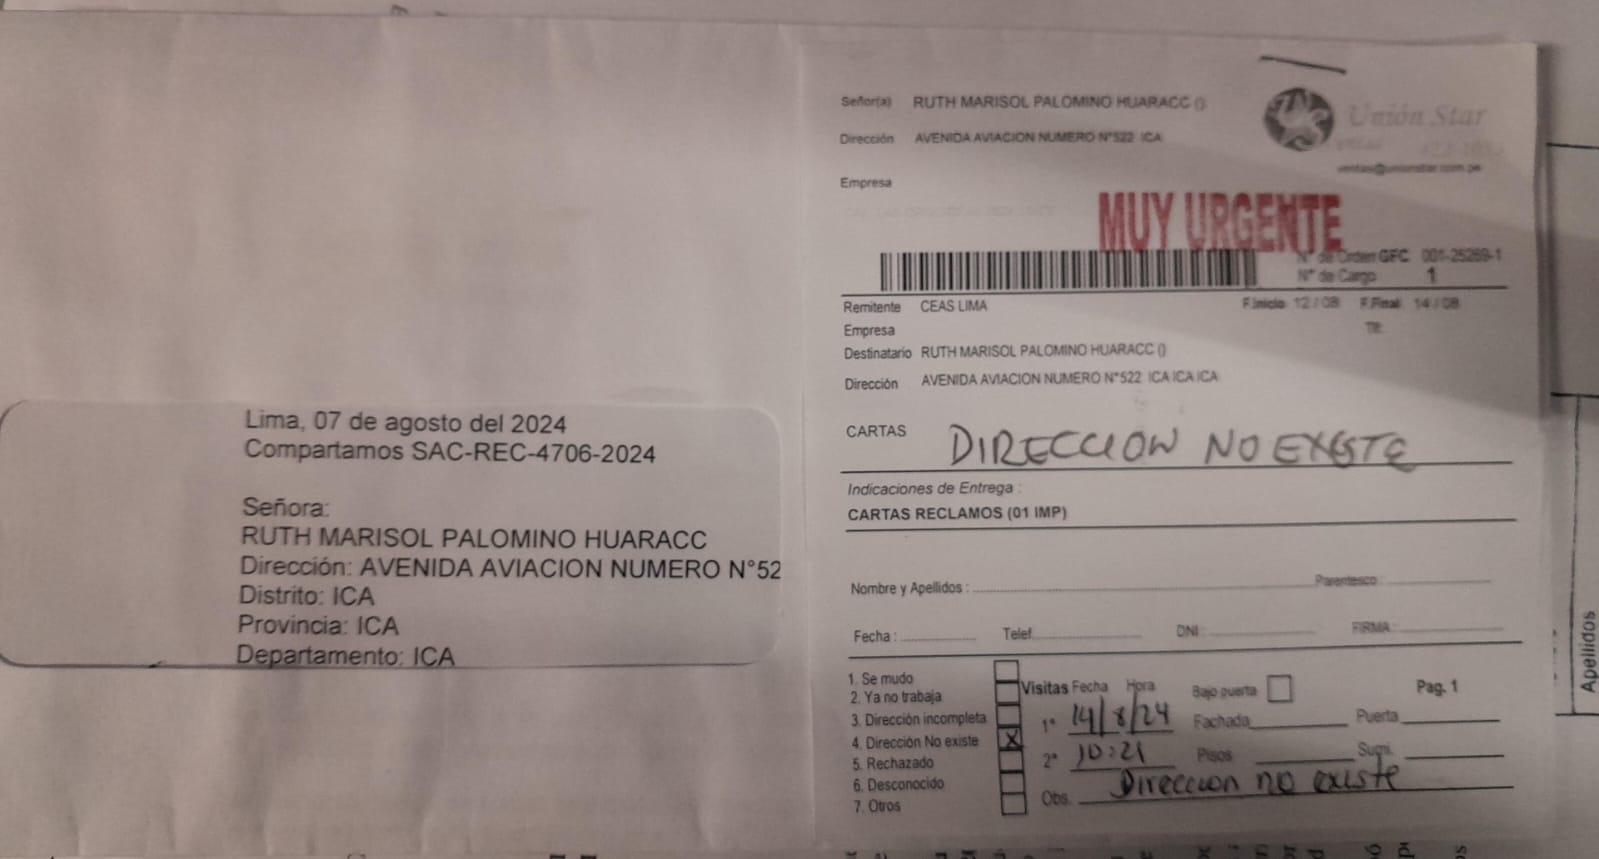 Lima, 07 de agosto del 2024
Compartamos SAC-REC-4706-2024
Señora:
RUTH MARISOL PALOMINO HUARACC
Dirección: AVENIDA AVIACION NUMERO N°52
Distrito: ICA
Provincia: ICA
Departamento: ICA
Señor(a) RUTH MARISOL PALOMINO HUARACC ()
Dirección AVENIDA AVIACION NUMERO N°522 ICA
Empresa
Unión Star
ventas@unionstar.com.pe
MUY URGENTE
N° de Orden GFC 001-25269-1
N° de Cargo 1
Remitente CEAS LIMA F.Inicio 12/08 F.Final 14/08
Empresa
Destinatario RUTH MARISOL PALOMINO HUARACC ()
Dirección AVENIDA AVIACION NUMERO N°522 ICA ICA ICA
CARTAS DIRECCION NO EXISTE
Indicaciones de Entrega :
CARTAS RECLAMOS (01 IMP)
Nombre y Apellidos : Parentesco :
Fecha : Telef. DNI : FIRMA :
1. Se mudo
2. Ya no trabaja
3. Dirección incompleta
4. Dirección No existe X
5. Rechazado
6. Desconocido
7. Otros
Visitas Fecha Hora Bajo puerta Pag. 1
1° 14/8/24 Fachada Puerta
2° 10:21 Pisos Sumi.
Obs. Direccion no existe
Apellidos